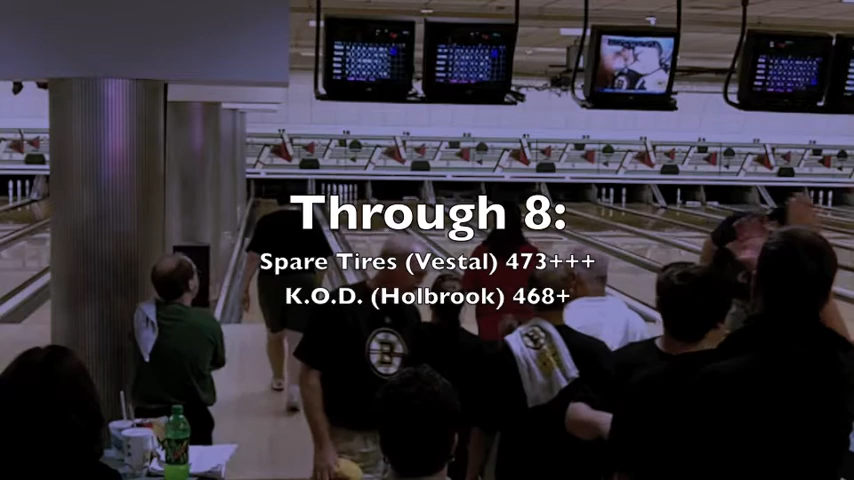 Through 8:
Spare Tires (Vestal) 473+++
K.O.D. (Holbrook) 468+
B